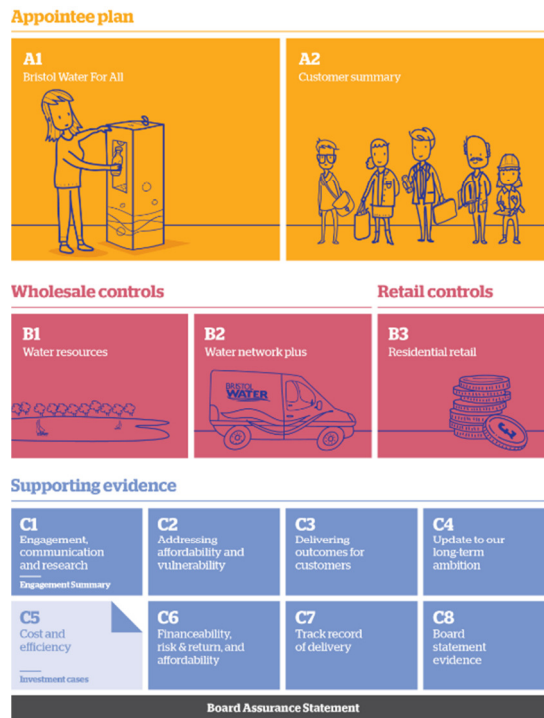 Appointee plan
A1
Bristol Water For All
A2
Customer summary
Wholesale controls
Retail controls
B1
Water resources
B2
Water network plus
BRISTOL
WATER
B3
Residential retail
£
Supporting evidence
C1
Engagement,
communication
and research
Engagement Summary
C2
Addressing
affordability and
vulnerability
C3
Delivering
outcomes for
customers
C4
Update to our
long-term
ambition
C5
Cost and
efficiency
Investment cases
C6
Financeability,
risk & return, and
affordability
C7
Track record
of delivery
C8
Board
statement
evidence
Board Assurance Statement